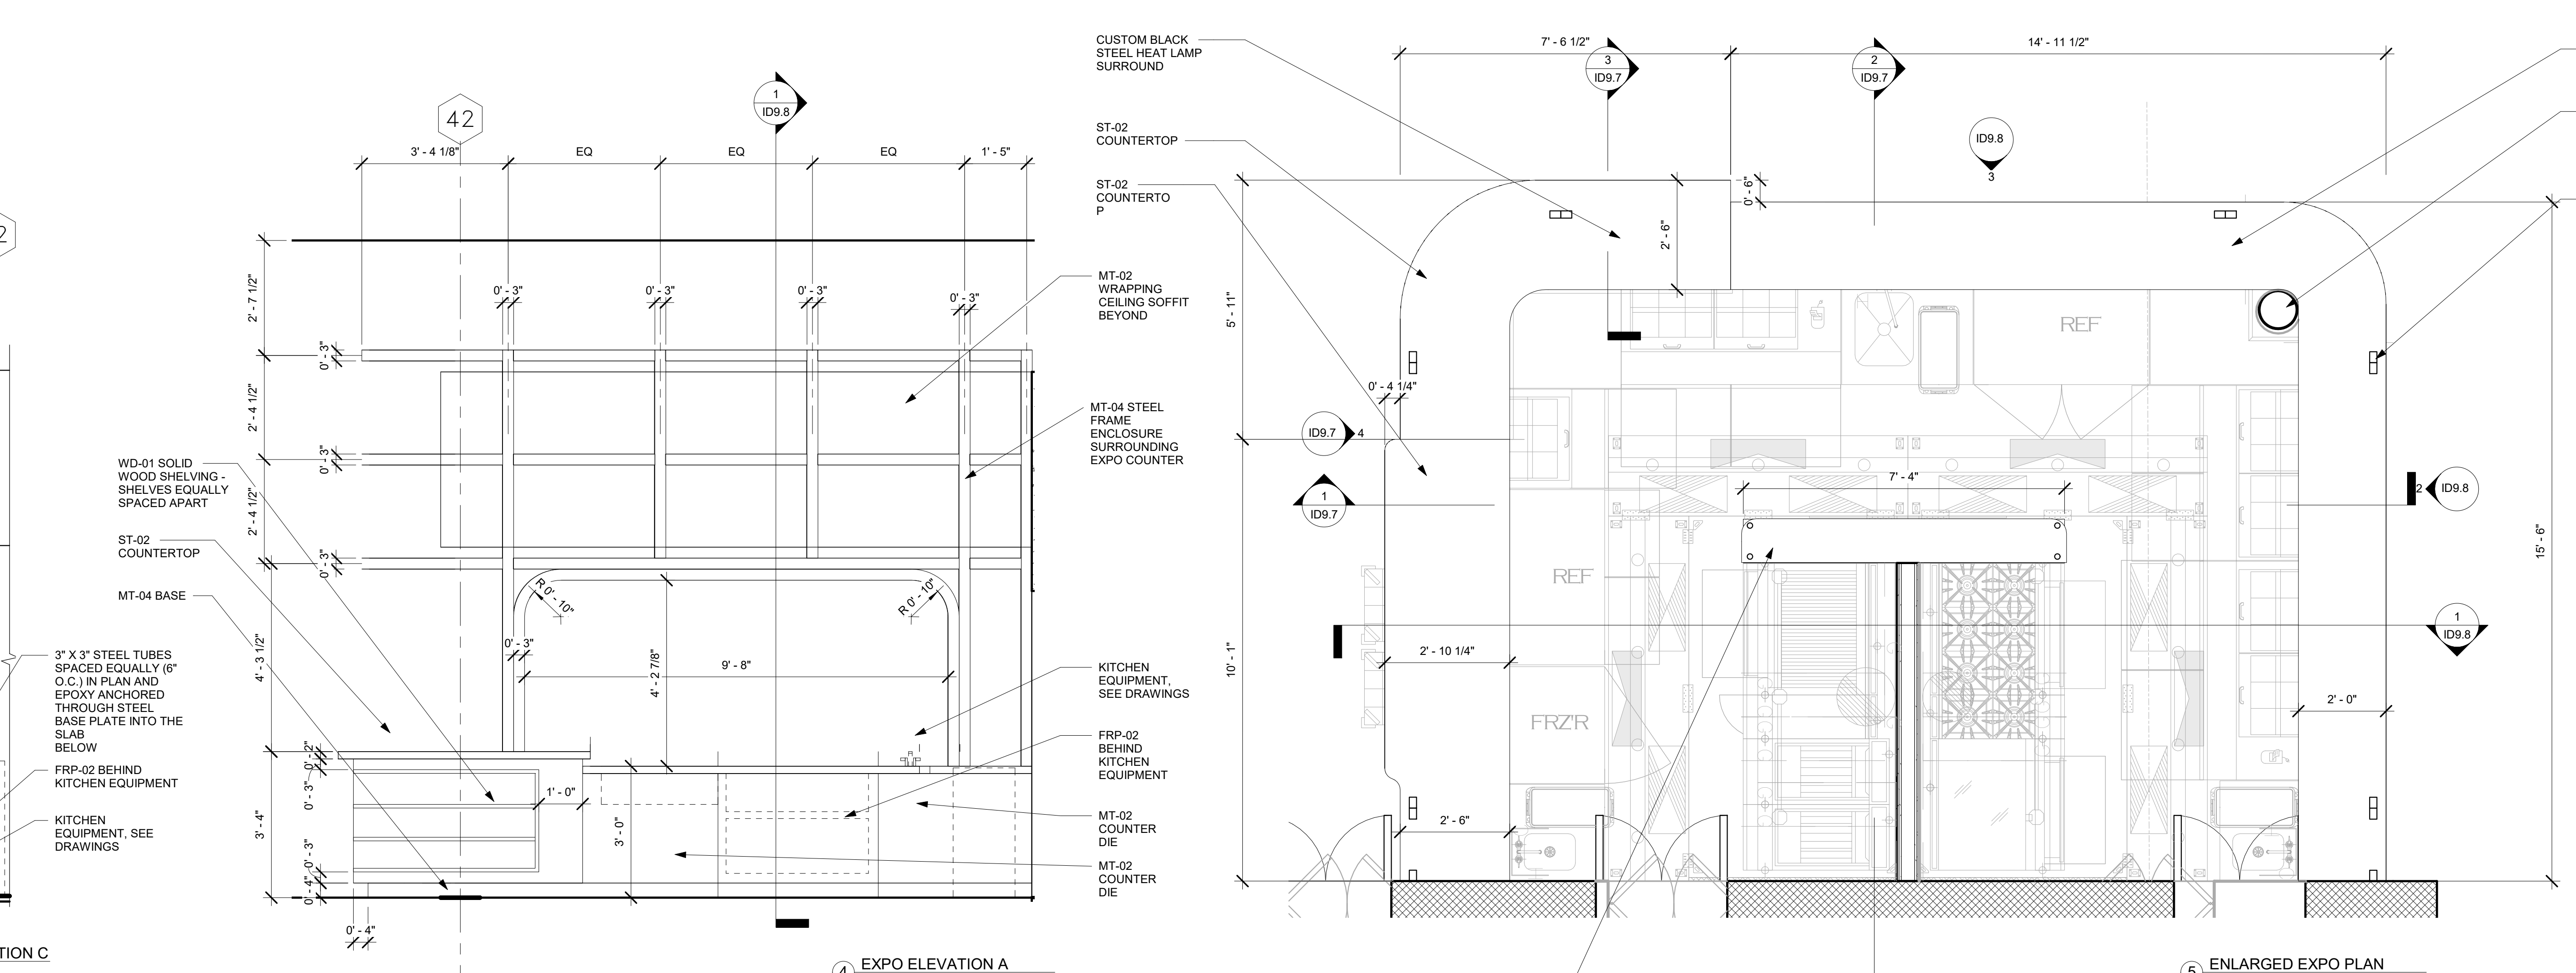 2
TION C
3" X 3" STEEL TUBES
SPACED EQUALLY (6"
O.C.) IN PLAN AND
EPOXY ANCHORED
THROUGH STEEL
BASE PLATE INTO THE
SLAB
BELOW
FRP-02 BEHIND
KITCHEN EQUIPMENT
KITCHEN
EQUIPMENT, SEE
DRAWINGS
WD-01 SOLID
WOOD SHELVING -
SHELVES EQUALLY
SPACED APART
ST-02
COUNTERTOP
MT-04 BASE
42
1
ID9.8
3' - 4 1/8"
EQ
EQ
EQ
1' - 5"
2' - 7 1/2"
2' - 4 1/2"
2' - 4 1/2"
4' - 3 1/2"
3' - 4"
0' - 3"
0' - 3"
0' - 3"
0' - 3"
0' - 3"
0' - 3"
0' - 3"
R 0' - 10"
R 0' - 10"
0' - 3"
9' - 8"
4' - 2 7/8"
0' - 2"
0' - 3"
1' - 0"
3' - 0"
0' - 3"
0' - 4"
0' - 4"
MT-02
WRAPPING
CEILING SOFFIT
BEYOND
MT-04 STEEL
FRAME
ENCLOSURE
SURROUNDING
EXPO COUNTER
KITCHEN
EQUIPMENT,
SEE DRAWINGS
FRP-02
BEHIND
KITCHEN
EQUIPMENT
MT-02
COUNTER
DIE
MT-02
COUNTER
DIE
4
EXPO ELEVATION A
CUSTOM BLACK
STEEL HEAT LAMP
SURROUND
ST-02
COUNTERTOP
ST-02
COUNTERTO
P
7' - 6 1/2"
14' - 11 1/2"
3
ID9.7
2
ID9.7
ID9.8
3
0' - 6"
2' - 6"
5' - 11"
0' - 4 1/4"
ID9.7
4
1
ID9.7
10' - 1"
2' - 10 1/4"
2' - 6"
7' - 4"
REF
REF
FRZ'R
2
ID9.8
1
ID9.8
2' - 0"
15' - 6"
5
ENLARGED EXPO PLAN